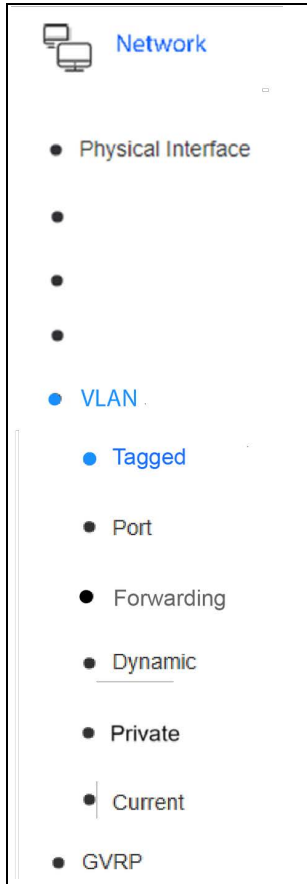 Network
Physical Interface
VLAN
Tagged
Port
Forwarding
Dynamic
Private
Current
GVRP